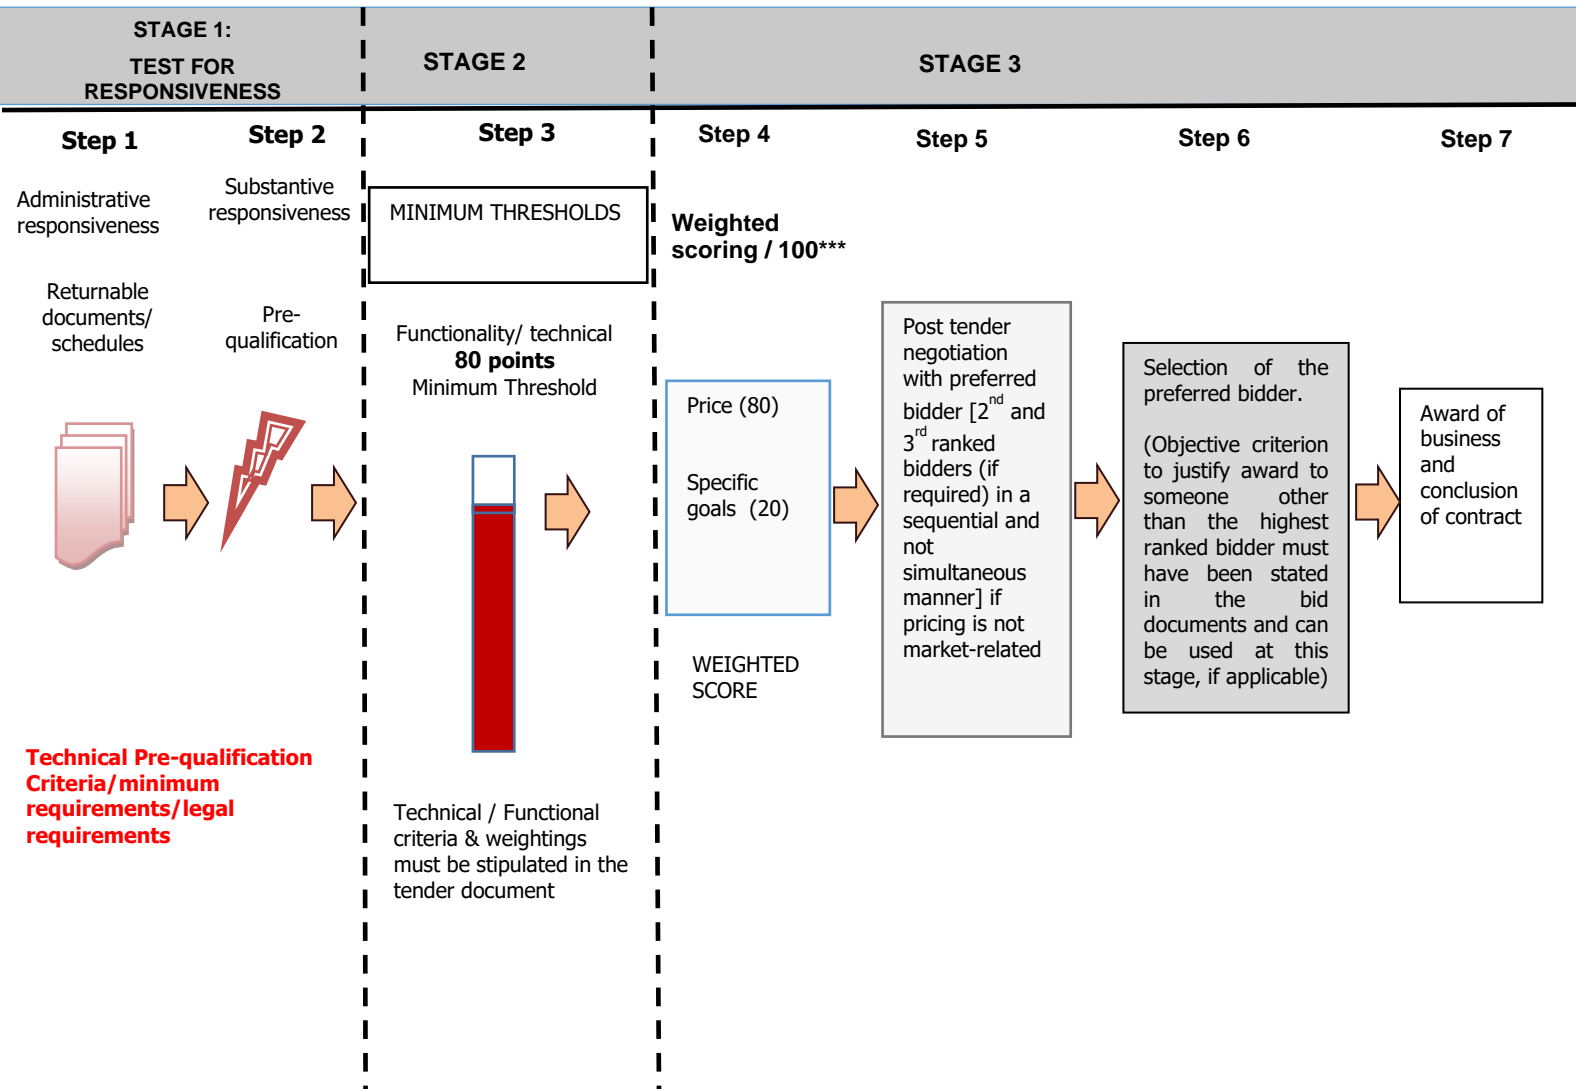 STAGE 1:
TEST FOR
RESPONSIVENESS
STAGE 2
STAGE 3
Step 1
Step 2
Step 3
Step 4
Step 5
Step 6
Step 7
Administrative
responsiveness
Returnable
documents/
schedules
Substantive
responsiveness
Pre-
qualification
Technical Pre-qualification
Criteria/minimum
requirements/legal
requirements
MINIMUM THRESHOLDS
Functionality/ technical
80 points
Minimum Threshold
Technical / Functional
criteria & weightings
must be stipulated in the
tender document
Weighted
scoring / 100***
Price (80)
Specific
goals (20)
WEIGHTED
SCORE
Post tender
negotiation
with preferred
bidder [2nd and
3rd ranked
bidders (if
required) in a
sequential and
not
simultaneous
manner] if
pricing is not
market-related
Selection of the
preferred bidder.
(Objective criterion
to justify award to
someone other
than the highest
ranked bidder must
have been stated
in the bid
documents and can
be used at this
stage, if applicable)
Award of
business
and
conclusion
of contract